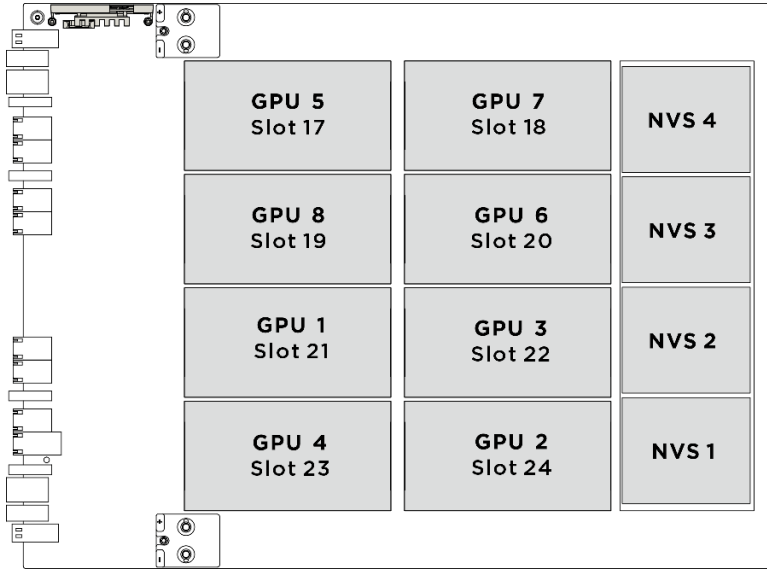 GPU 5
Slot 17
GPU 7
Slot 18
NVS 4
GPU 8
Slot 19
GPU 6
Slot 20
NVS 3
GPU 1
Slot 21
GPU 3
Slot 22
NVS 2
GPU 4
Slot 23
GPU 2
Slot 24
NVS 1